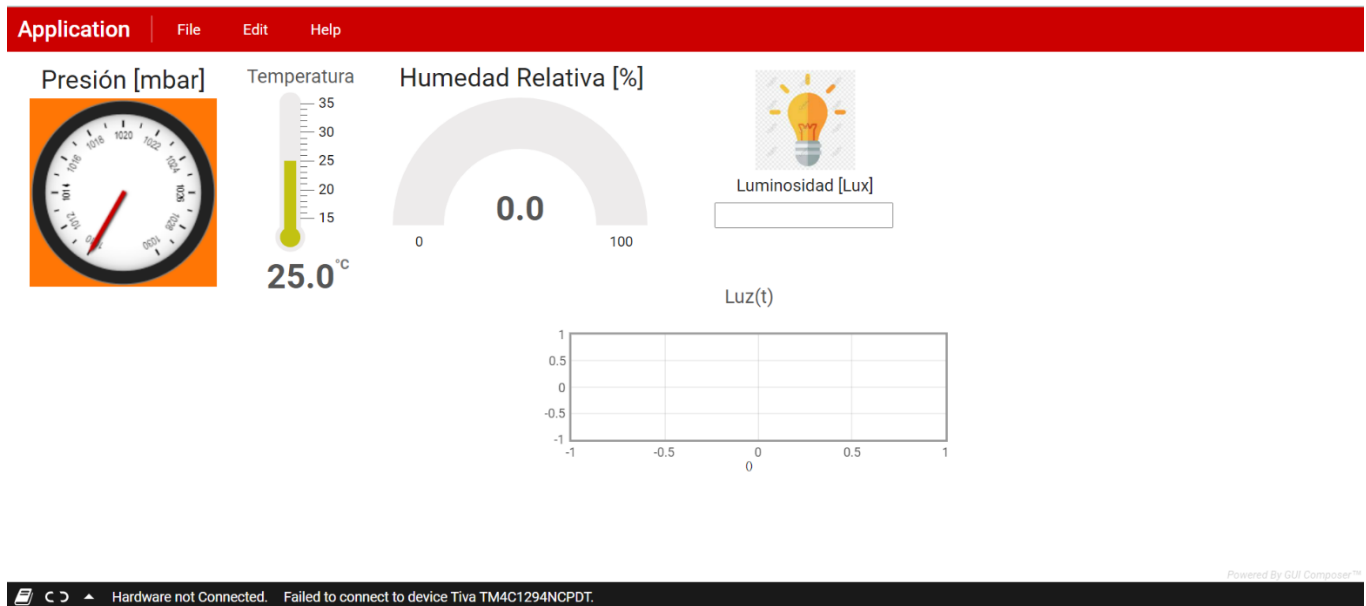 Application File Edit Help
Presión [mbar]
1010
1012
1014
1016
1018
1020
1022
1024
1026
1028
1030
Temperatura
35
30
25
20
15
25.0°C
Humedad Relativa [%]
0.0
0 100
Luminosidad [Lux]
Luz(t)
1
0.5
0
-0.5
-1
-1 -0.5 0 0.5 1
()
Powered By GUI Composer™
Hardware not Connected. Failed to connect to device Tiva TM4C1294NCPDT.